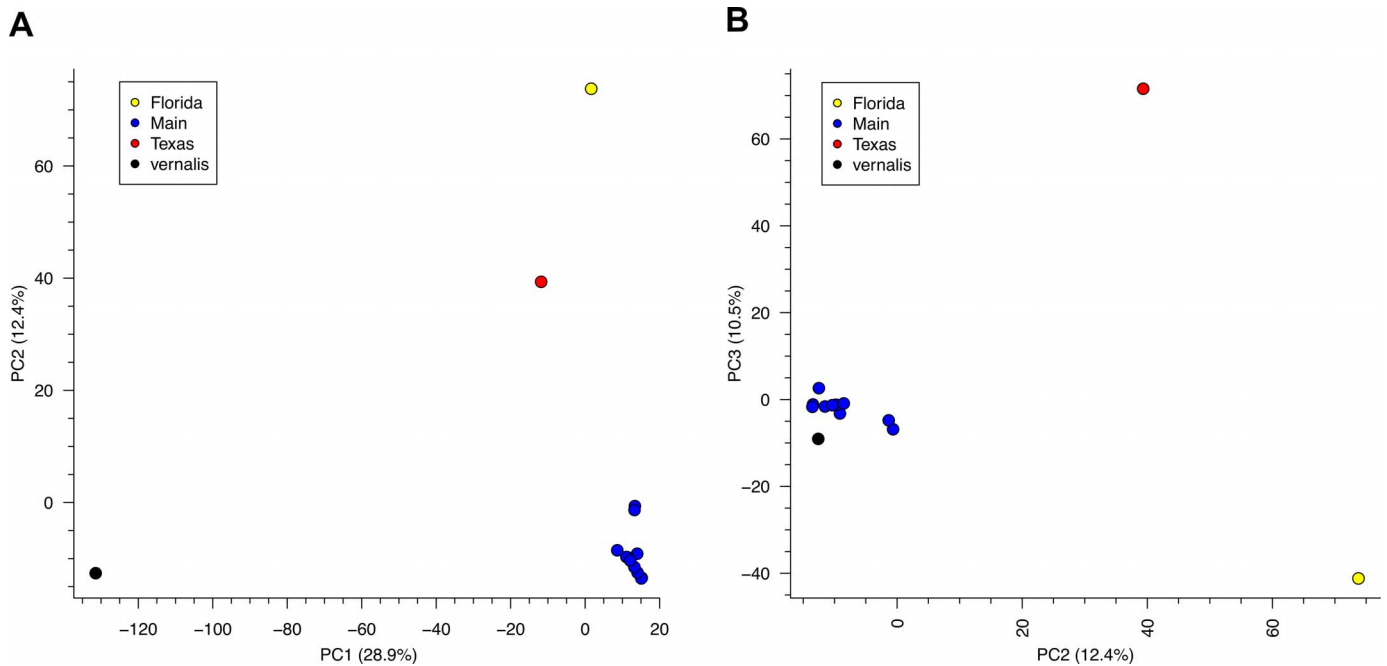 A
Florida
Main
Texas
vernalis
60
40
20
0
PC2 (12.4%)
−120 −100 −80 −60 −40 −20 0 20
PC1 (28.9%)
B
Florida
Main
Texas
vernalis
60
40
20
0
−20
−40
PC3 (10.5%)
0 20 40 60
PC2 (12.4%)